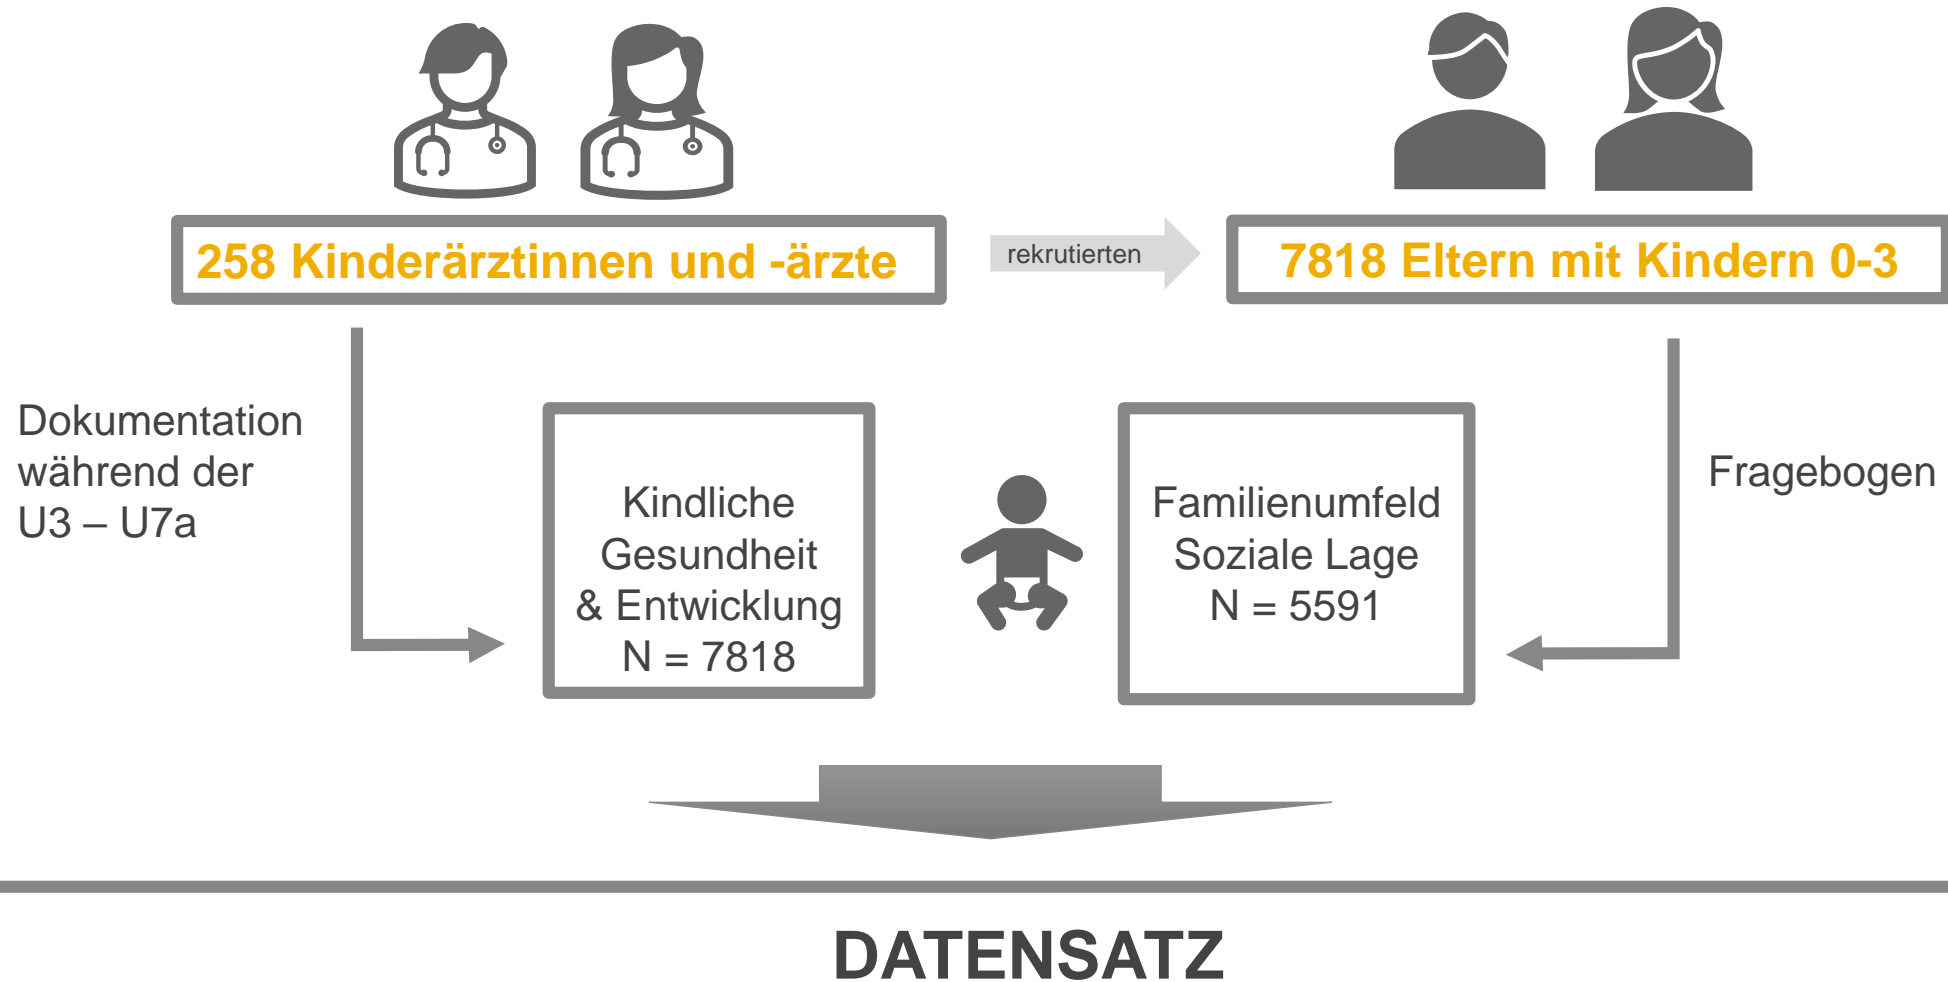 258 Kinderärztinnen und -ärzte
rekrutierten
7818 Eltern mit Kindern 0-3
Dokumentation
während der
U3 – U7a
Kindliche
Gesundheit
& Entwicklung
N = 7818
Familienumfeld
Soziale Lage
N = 5591
Fragebogen
DATENSATZ